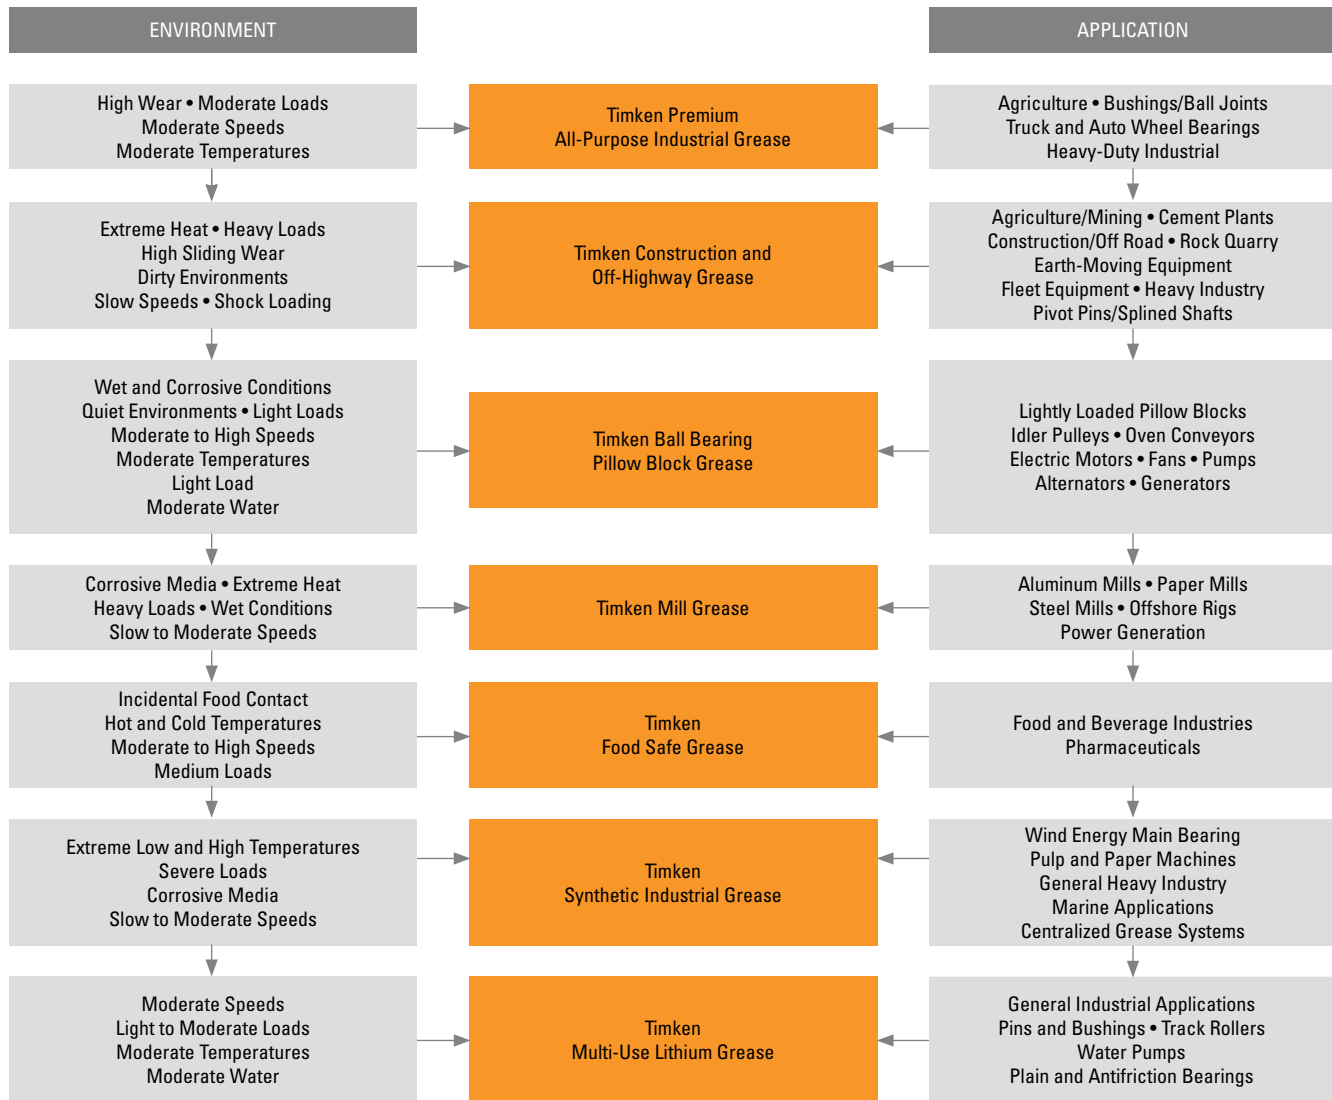 ENVIRONMENT
APPLICATION
High Wear • Moderate Loads
Moderate Speeds
Moderate Temperatures
Timken Premium
All-Purpose Industrial Grease
Agriculture • Bushings/Ball Joints
Truck and Auto Wheel Bearings
Heavy-Duty Industrial
Extreme Heat • Heavy Loads
High Sliding Wear
Dirty Environments
Slow Speeds • Shock Loading
Timken Construction and
Off-Highway Grease
Agriculture/Mining • Cement Plants
Construction/Off Road • Rock Quarry
Earth-Moving Equipment
Fleet Equipment • Heavy Industry
Pivot Pins/Splined Shafts
Wet and Corrosive Conditions
Quiet Environments • Light Loads
Moderate to High Speeds
Moderate Temperatures
Light Load
Moderate Water
Timken Ball Bearing
Pillow Block Grease
Lightly Loaded Pillow Blocks
Idler Pulleys • Oven Conveyors
Electric Motors • Fans • Pumps
Alternators • Generators
Corrosive Media • Extreme Heat
Heavy Loads • Wet Conditions
Slow to Moderate Speeds
Timken Mill Grease
Aluminum Mills • Paper Mills
Steel Mills • Offshore Rigs
Power Generation
Incidental Food Contact
Hot and Cold Temperatures
Moderate to High Speeds
Medium Loads
Timken
Food Safe Grease
Food and Beverage Industries
Pharmaceuticals
Extreme Low and High Temperatures
Severe Loads
Corrosive Media
Slow to Moderate Speeds
Timken
Synthetic Industrial Grease
Wind Energy Main Bearing
Pulp and Paper Machines
General Heavy Industry
Marine Applications
Centralized Grease Systems
Moderate Speeds
Light to Moderate Loads
Moderate Temperatures
Moderate Water
Timken
Multi-Use Lithium Grease
General Industrial Applications
Pins and Bushings • Track Rollers
Water Pumps
Plain and Antifriction Bearings